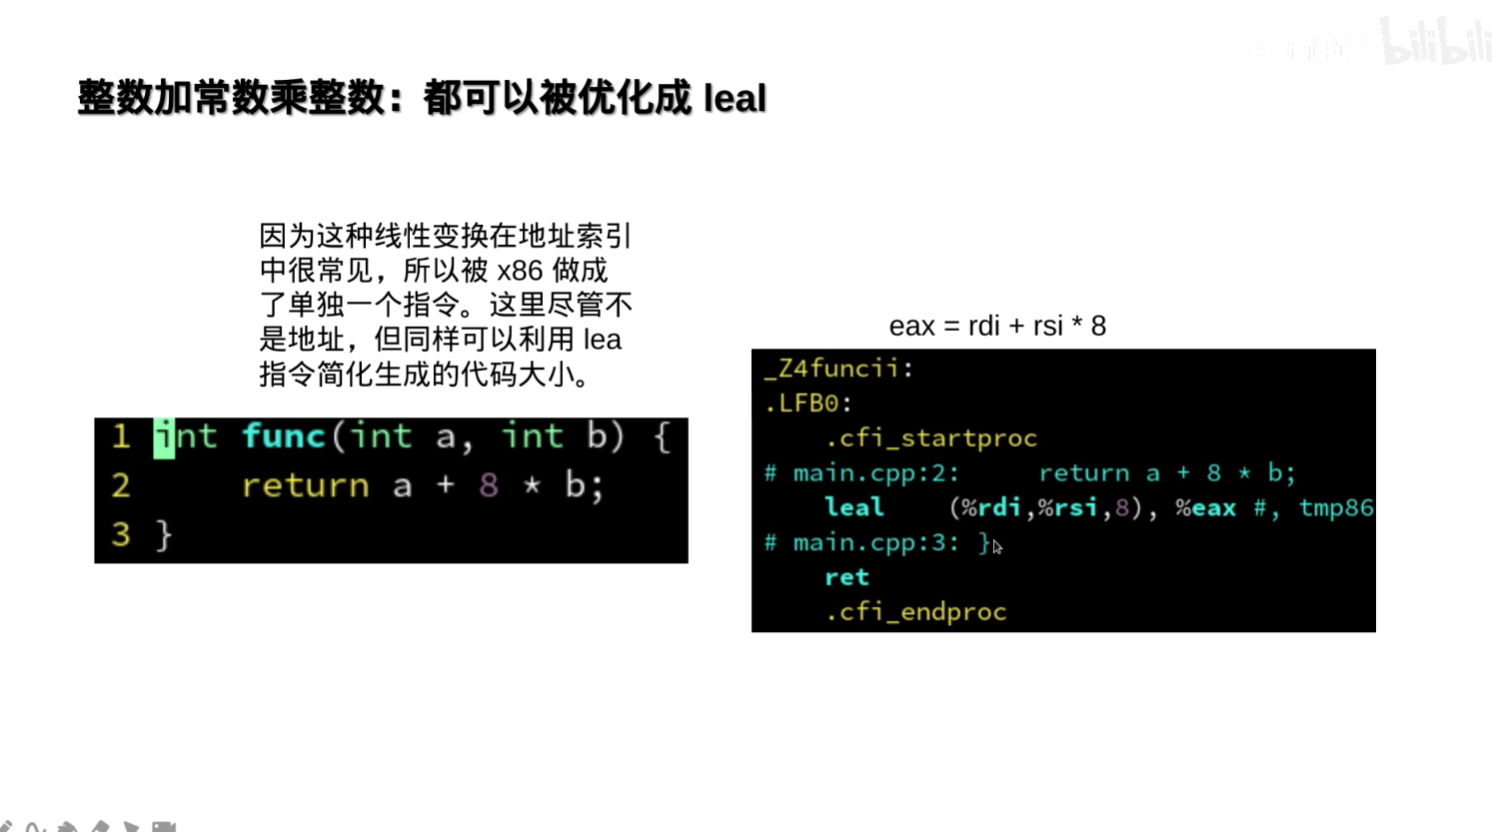 bilibili
整数加常数乘整数：都可以被优化成 leal
因为这种线性变换在地址索引
中很常见，所以被 x86 做成
了单独一个指令。这里尽管不
是地址，但同样可以利用 lea
指令简化生成的代码大小。
1 int func(int a, int b) {
2     return a + 8 * b;
3 }
eax = rdi + rsi * 8
_Z4funcii:
.LFB0:
    .cfi_startproc
# main.cpp:2:     return a + 8 * b;
    leal    (%rdi,%rsi,8), %eax #, tmp86
# main.cpp:3: }
    ret
    .cfi_endproc